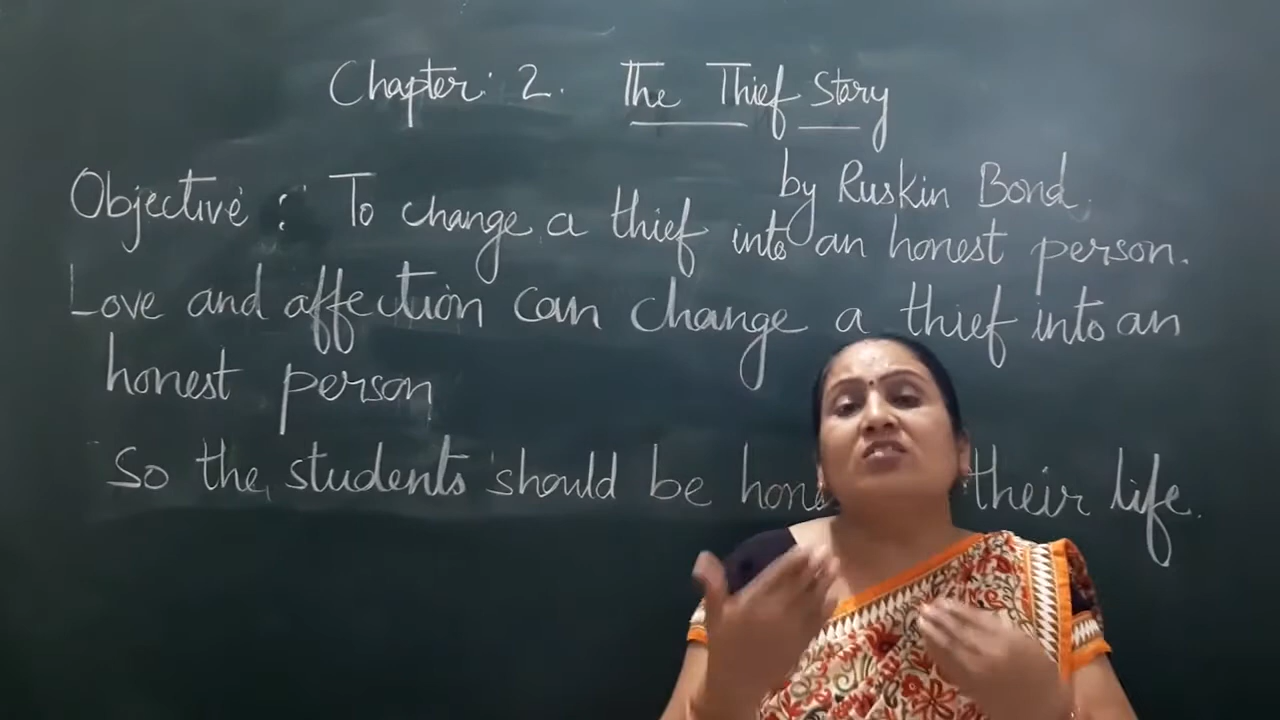 Chapter: 2. The Thief Story
by Ruskin Bond.
Objective : To change a thief into an honest person.
Love and affection can change a thief into an
honest person
So the students should be their life.